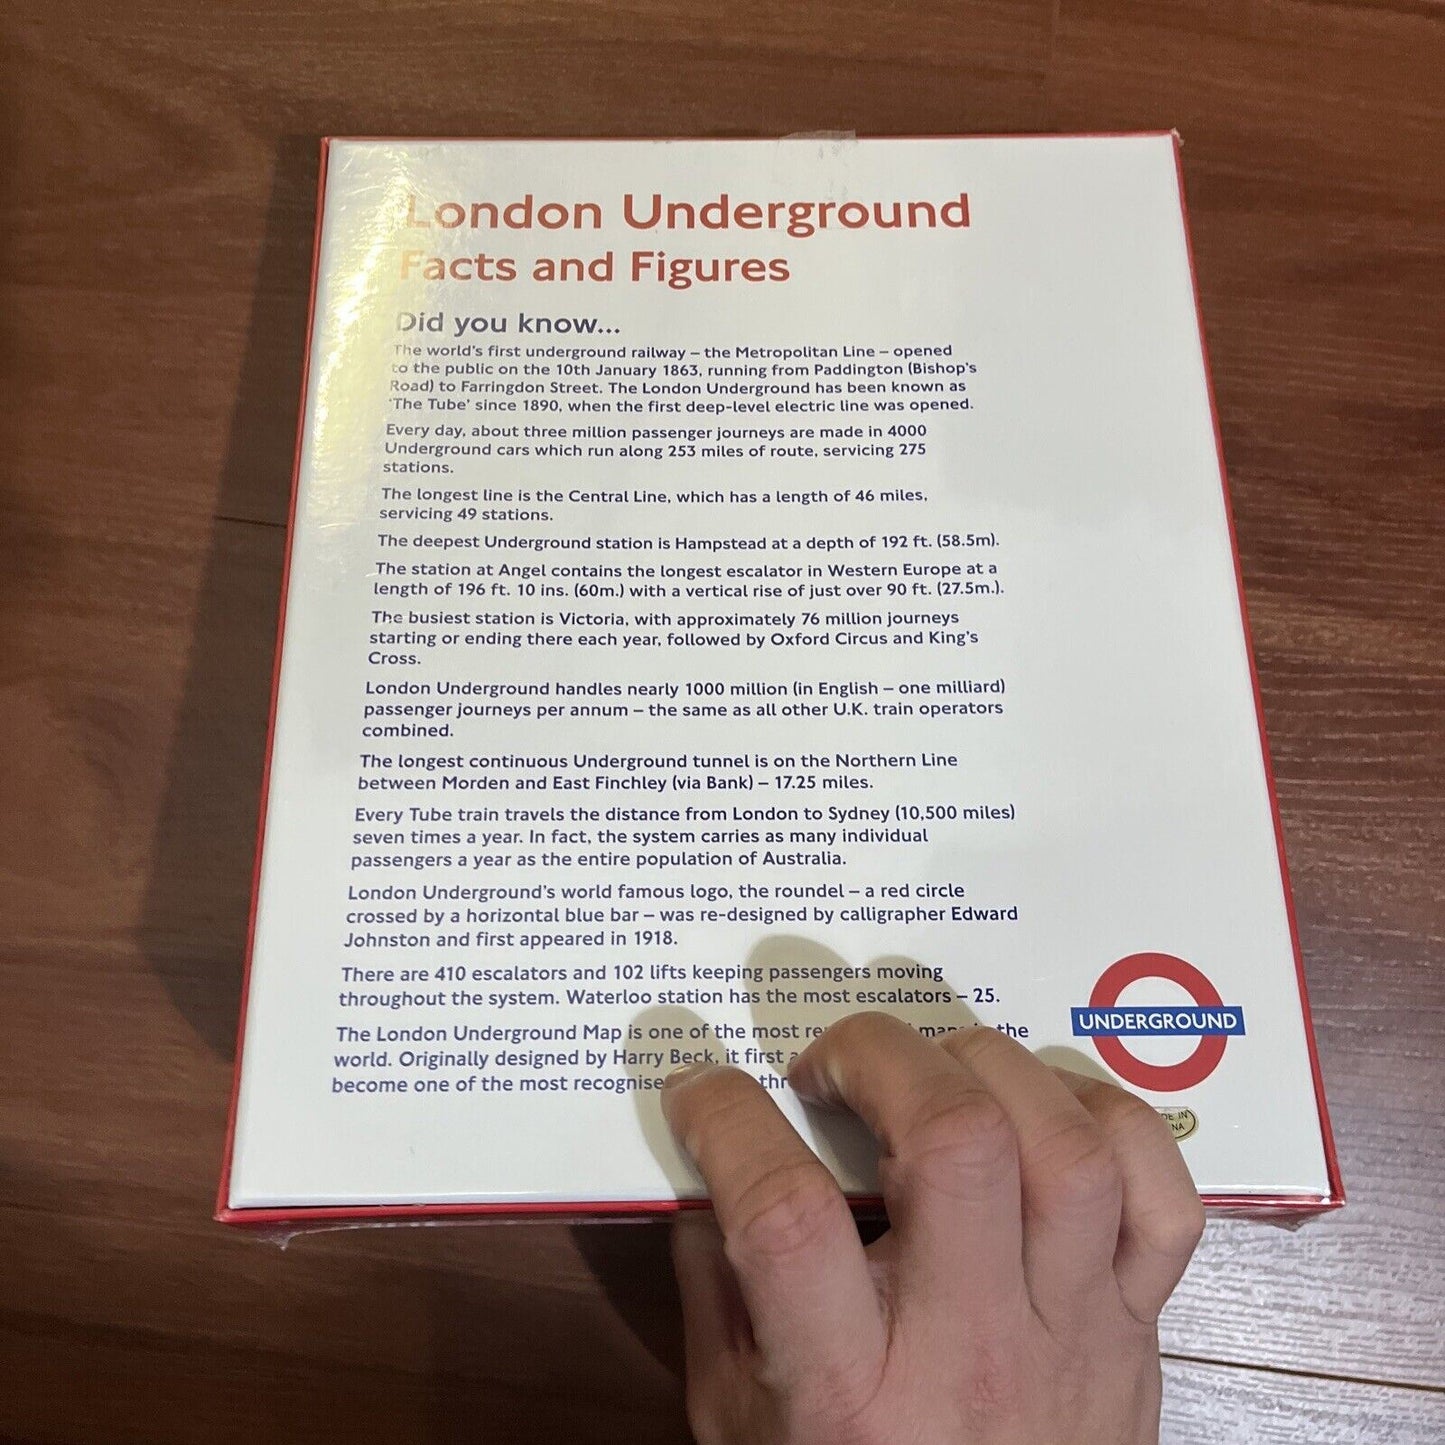 London Underground
Facts and Figures
Did you know...
The world's first underground railway – the Metropolitan Line – opened
to the public on the 10th January 1863, running from Paddington (Bishop's
Road) to Farringdon Street. The London Underground has been known as
'The Tube' since 1890, when the first deep-level electric line was opened.
Every day, about three million passenger journeys are made in 4000
Underground cars which run along 253 miles of route, servicing 275
stations.
The longest line is the Central Line, which has a length of 46 miles,
servicing 49 stations.
The deepest Underground station is Hampstead at a depth of 192 ft. (58.5m).
The station at Angel contains the longest escalator in Western Europe at a
length of 196 ft. 10 ins. (60m.) with a vertical rise of just over 90 ft. (27.5m.).
The busiest station is Victoria, with approximately 76 million journeys
starting or ending there each year, followed by Oxford Circus and King's
Cross.
London Underground handles nearly 1000 million (in English – one milliard)
passenger journeys per annum – the same as all other U.K. train operators
combined.
The longest continuous Underground tunnel is on the Northern Line
between Morden and East Finchley (via Bank) – 17.25 miles.
Every Tube train travels the distance from London to Sydney (10,500 miles)
seven times a year. In fact, the system carries as many individual
passengers a year as the entire population of Australia.
London Underground's world famous logo, the roundel – a red circle
crossed by a horizontal blue bar – was re-designed by calligrapher Edward
Johnston and first appeared in 1918.
There are 410 escalators and 102 lifts keeping passengers moving
throughout the system. Waterloo station has the most escalators – 25.
The London Underground Map is one of the most the
world. Originally designed by Harry Beck, it first
become one of the most
UNDERGROUND